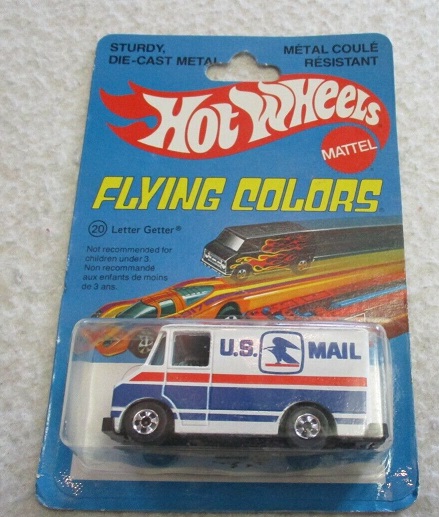 STURDY,
DIE-CAST METAL
MÉTAL COULÉ
RÉSISTANT
HOT WHEELS
MATTEL
FLYING COLORS®
20 Letter Getter®
Not recommended for
children under 3.
Non recommandé
aux enfants de moins
de 3 ans.
U.S. MAIL